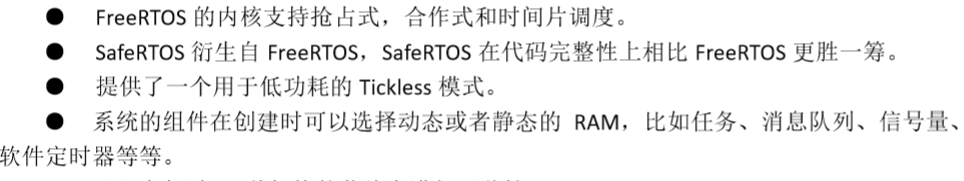 ● FreeRTOS 的内核支持抢占式，合作式和时间片调度。
● SafeRTOS 衍生自 FreeRTOS，SafeRTOS 在代码完整性上相比 FreeRTOS 更胜一筹。
● 提供了一个用于低功耗的 Tickless 模式。
● 系统的组件在创建时可以选择动态或者静态的 RAM，比如任务、消息队列、信号量、
软件定时器等等。